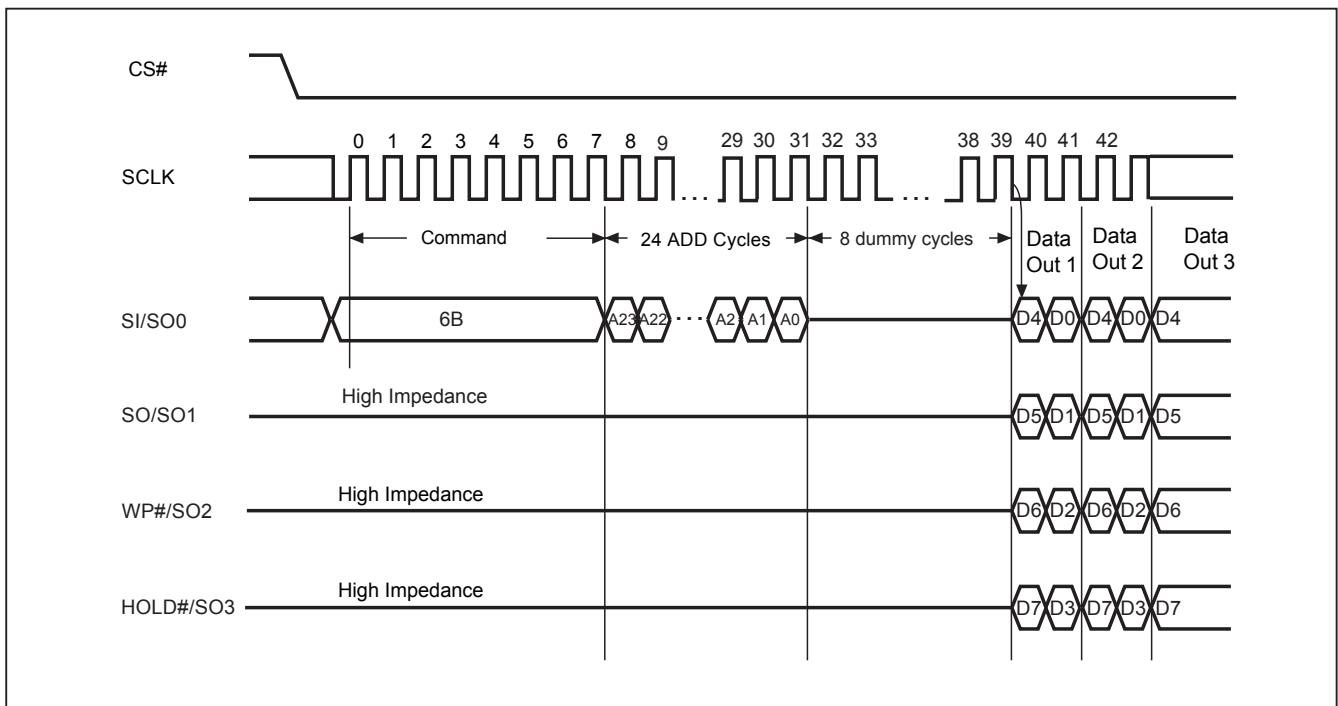 CS#
0 1 2 3 4 5 6 7 8 9 29 30 31 32 33 38 39 40 41 42
SCLK
. . . . . .
Command 24 ADD Cycles 8 dummy cycles Data Out 1 Data Out 2 Data Out 3
SI/SO0 6B A23 A22 · · · A2 A1 A0 D4 D0 D4 D0 D4
High Impedance
SO/SO1 D5 D1 D5 D1 D5
High Impedance
WP#/SO2 D6 D2 D6 D2 D6
High Impedance
HOLD#/SO3 D7 D3 D7 D3 D7